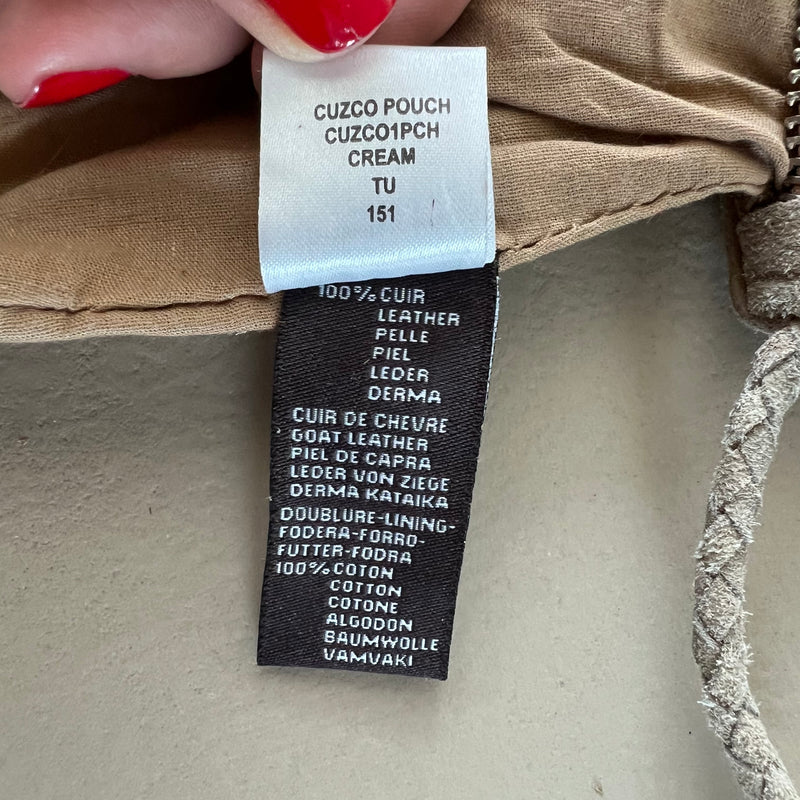 CUZCO POUCH
CUZCO1PCH
CREAM
TU
151
100% CUIR
LEATHER
PELLE
PIEL
LEDER
DERMA
CUIR DE CHEVRE
GOAT LEATHER
PIEL DE CAPRA
LEDER VON ZIEGE
DERMA KATAIKA
DOUBLURE-LINING-
FODERA-FORRO-
FUTTER-FODRA
100% COTON
COTTON
COTONE
ALGODON
BAUMWOLLE
VAMVAKI